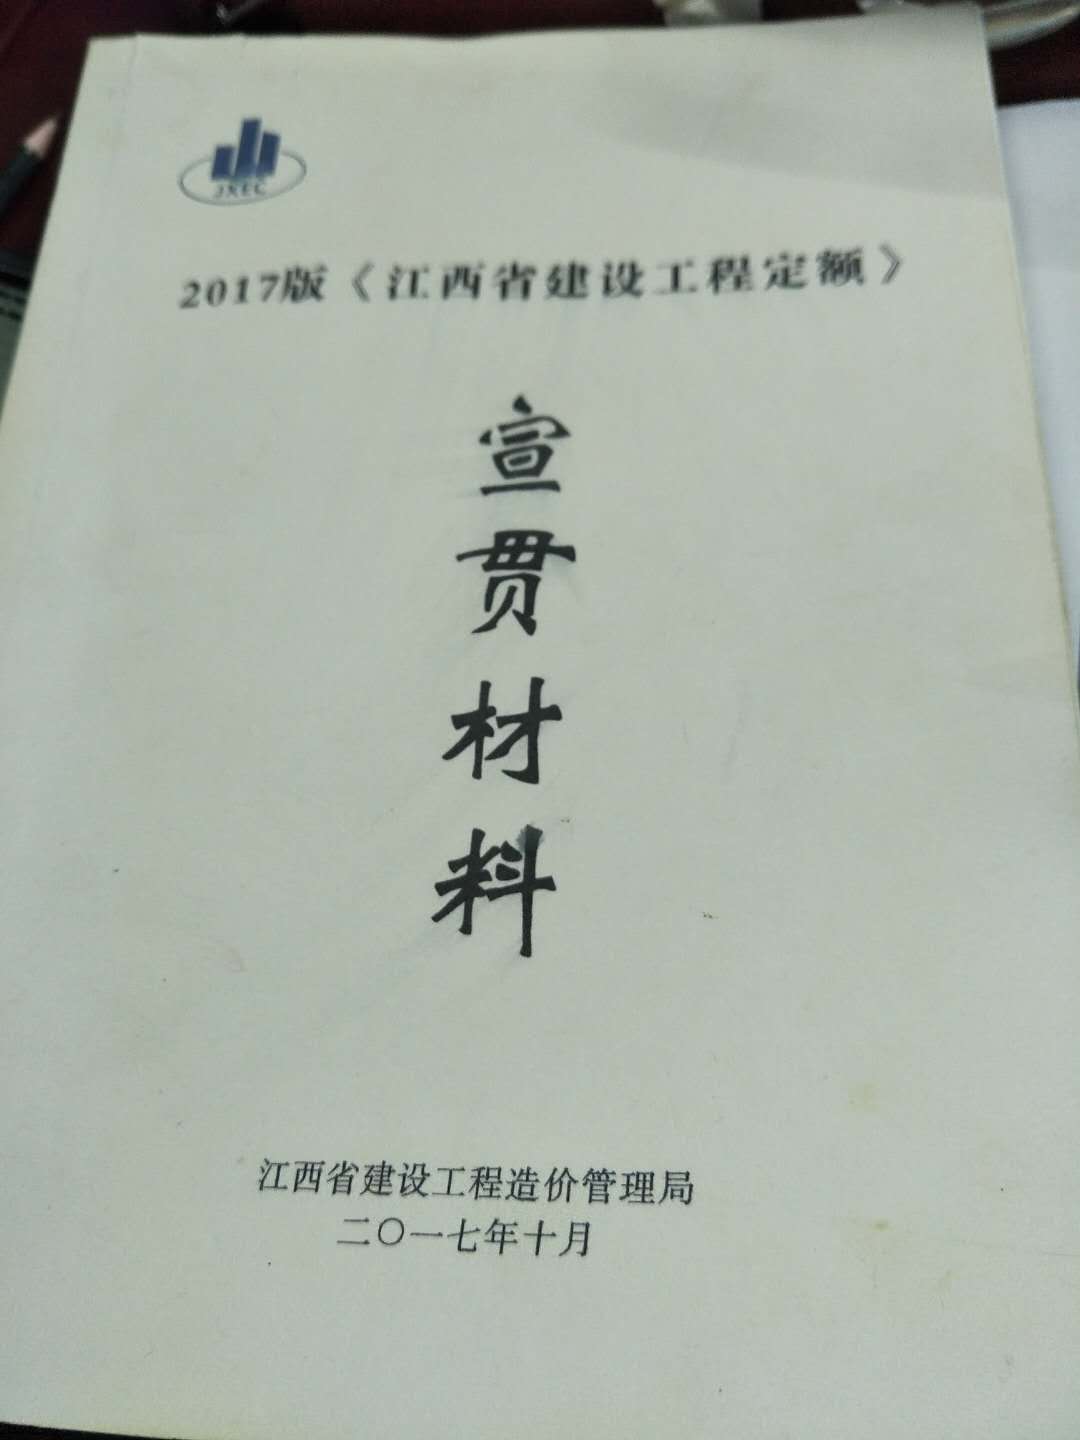 JXEC
2017版《江西省建设工程定额》
宣
贯
材
料
江西省建设工程造价管理局
二〇一七年十月